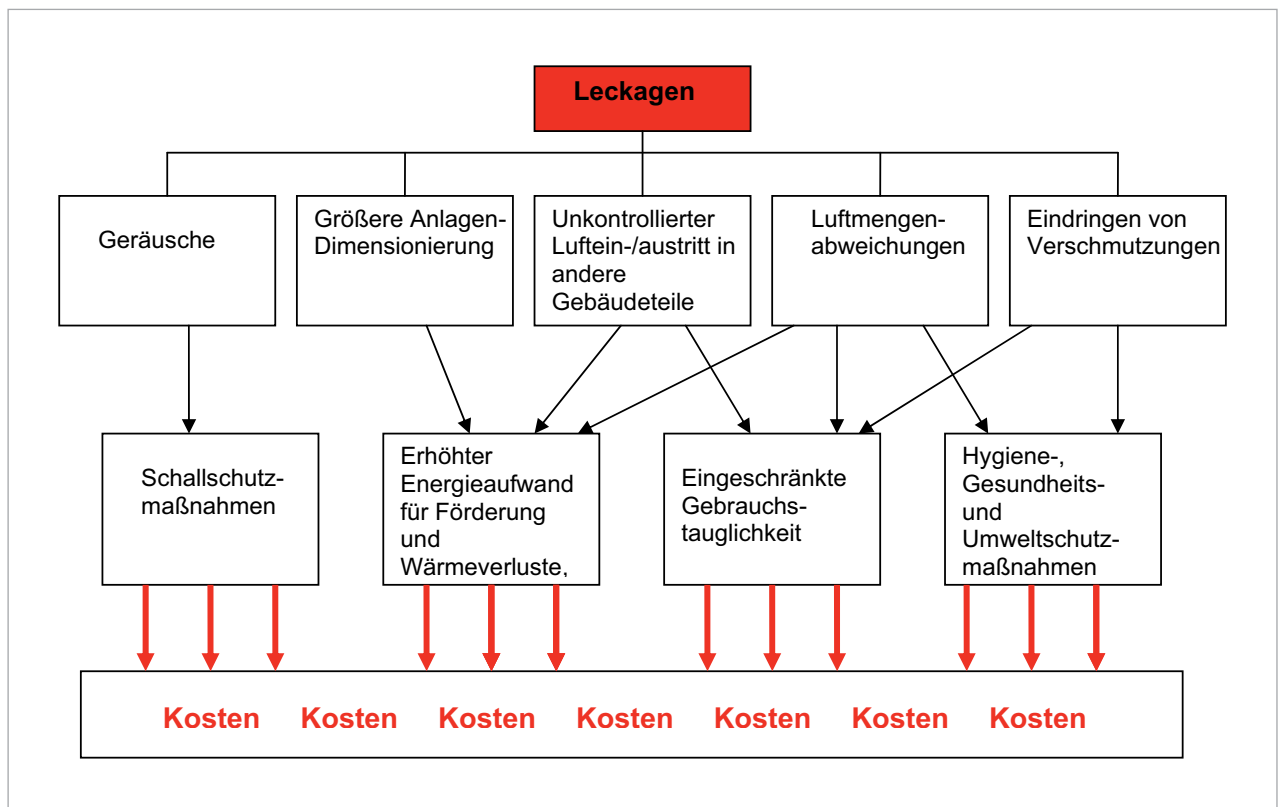 Leckagen
Geräusche
Größere Anlagen-
Dimensionierung
Unkontrollierter
Luftein-/austritt in
andere
Gebäudeteile
Luftmengen-
abweichungen
Eindringen von
Verschmutzungen
Schallschutz-
maßnahmen
Erhöhter
Energieaufwand
für Förderung
und
Wärmeverluste,
Eingeschränkte
Gebrauchs-
tauglichkeit
Hygiene-,
Gesundheits-
und
Umweltschutz-
maßnahmen
Kosten Kosten Kosten Kosten Kosten Kosten Kosten